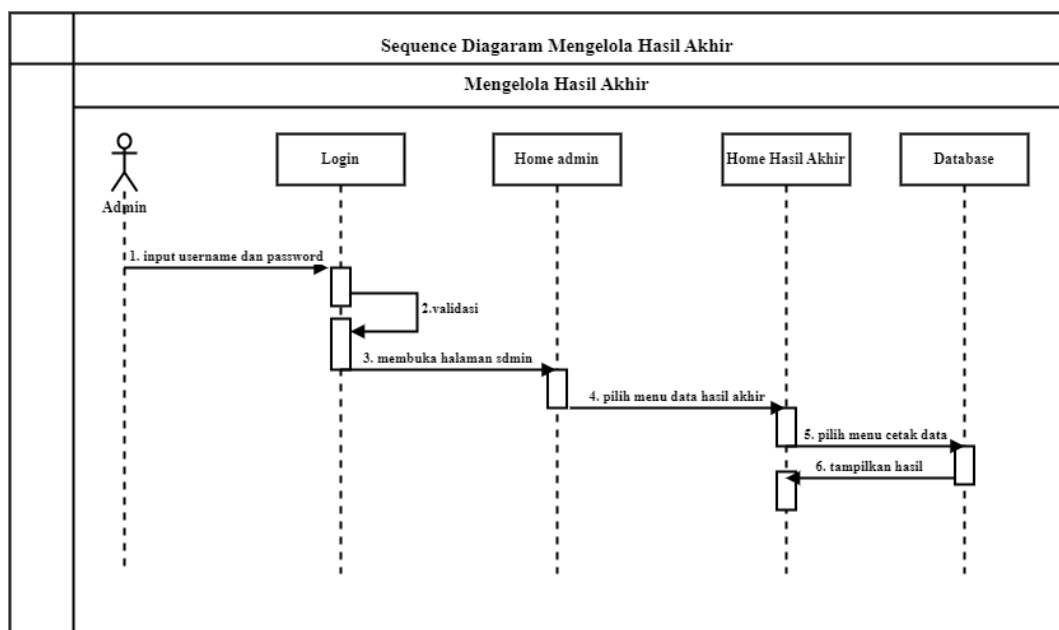 Sequence Diagaram Mengelola Hasil Akhir
Mengelola Hasil Akhir
Login
Home admin
Home Hasil Akhir
Database
Admin
1. input username dan password
2.validasi
3. membuka halaman sdmin
4. pilih menu data hasil akhir
5. pilih menu cetak data
6. tampilkan hasil